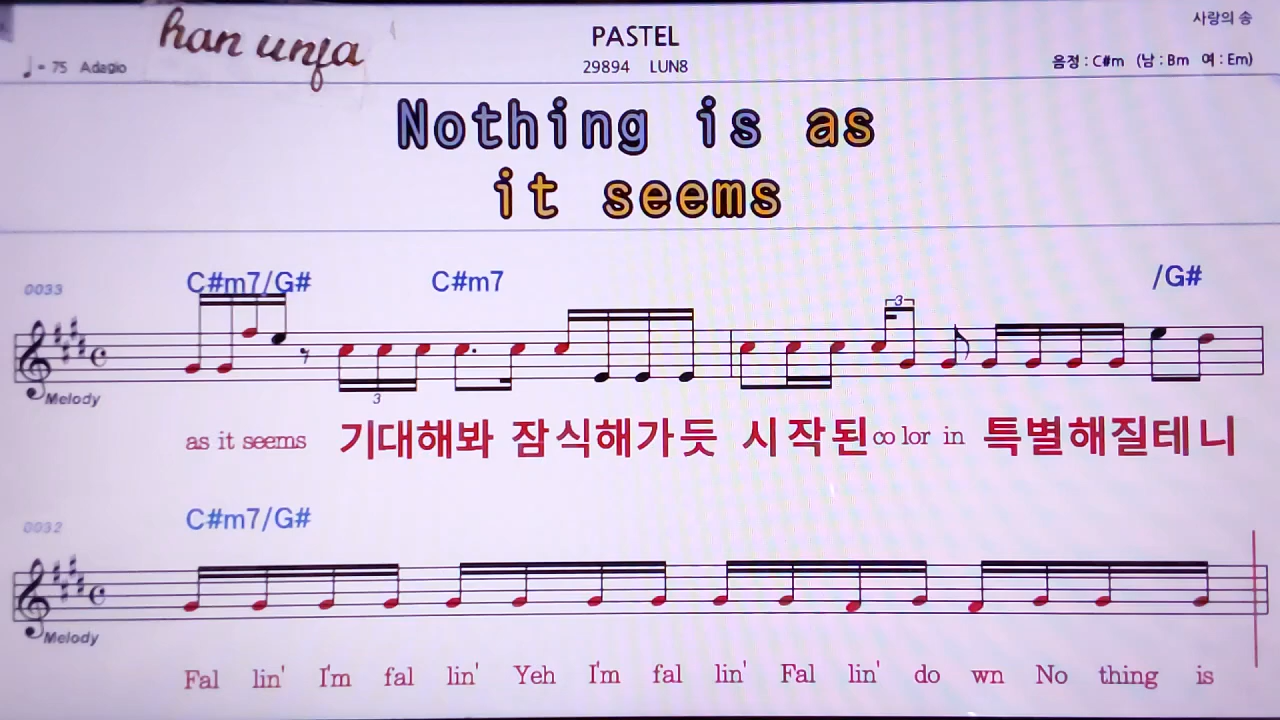 han unfa
PASTEL
사랑의 송
♩= 75 Adagio
29894 LUN8
음정 : C#m (남 : Bm 여 : Em)
Nothing is as
it seems
0033
C#m7/G# C#m7 /G#
3
3
Melody
as it seems 기대해봐 잠식해가듯 시작된 co lor in 특별해질테니
0032
C#m7/G#
Melody
Fal lin' I'm fal lin' Yeh I'm fal lin' Fal lin' do wn No thing is